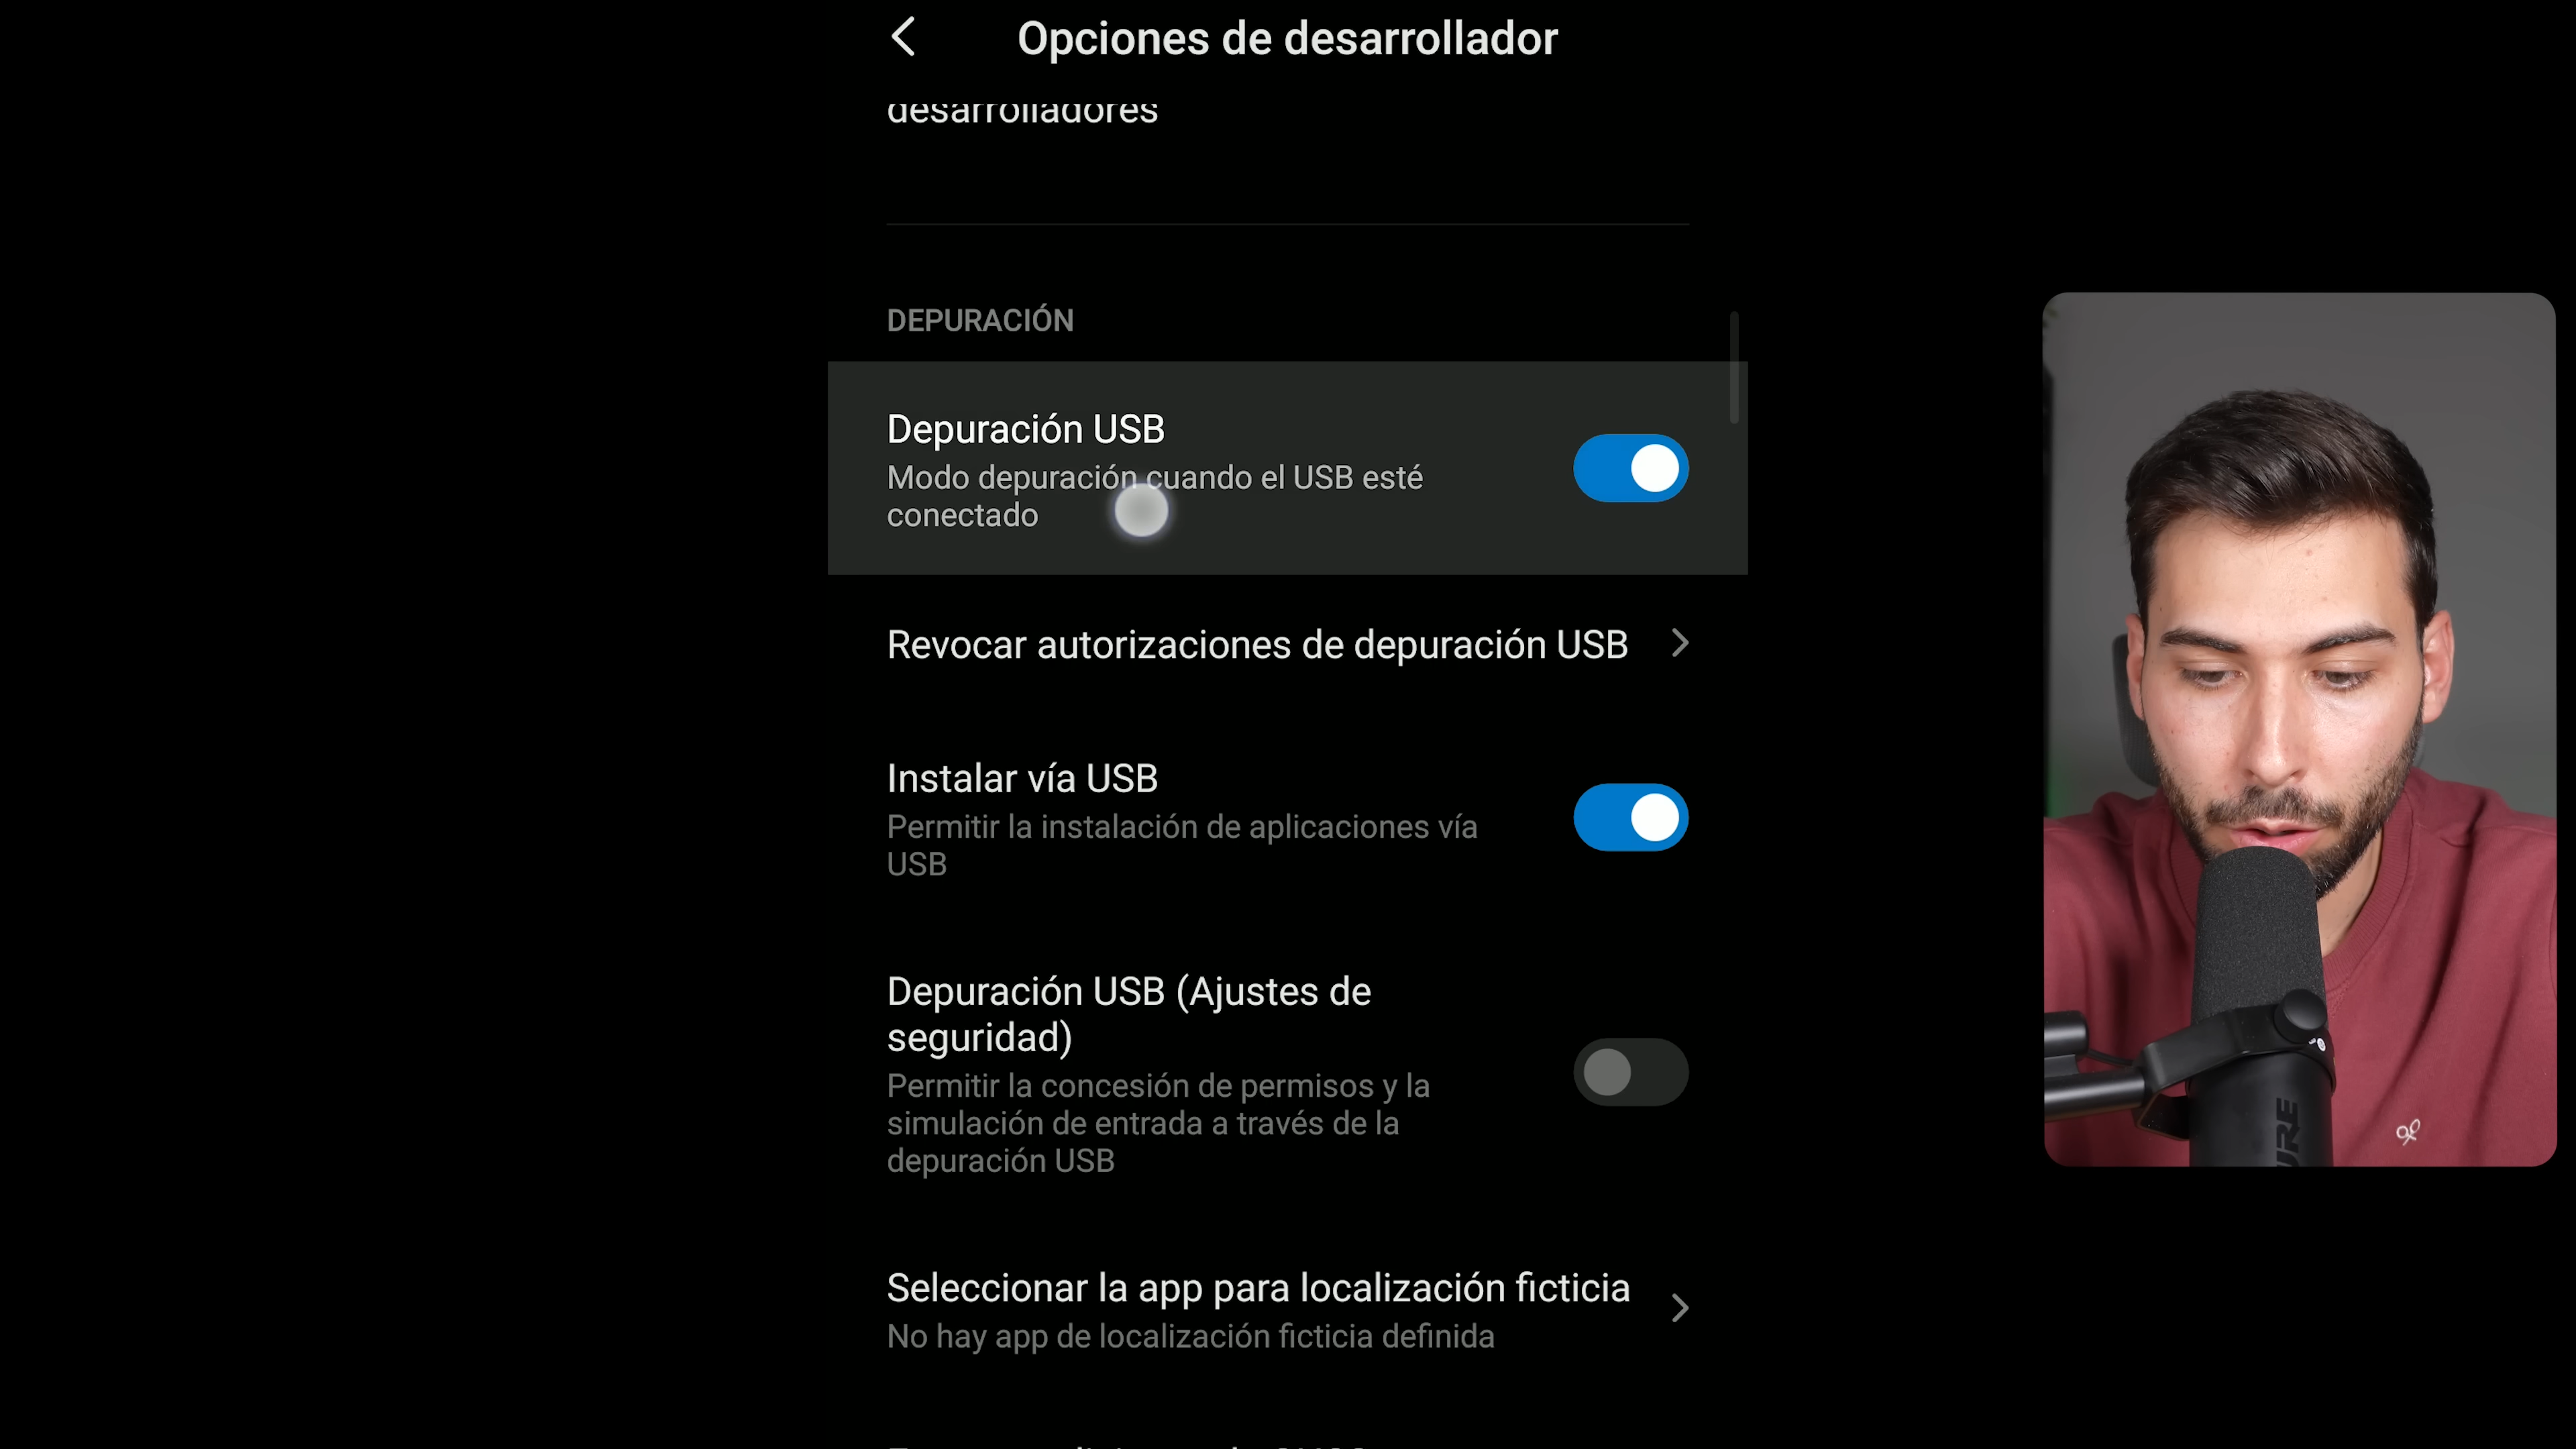 Opciones de desarrollador
desarrolladores
DEPURACIÓN
Depuración USB
Modo depuración cuando el USB esté
conectado
Revocar autorizaciones de depuración USB
Instalar vía USB
Permitir la instalación de aplicaciones vía
USB
Depuración USB (Ajustes de
seguridad)
Permitir la concesión de permisos y la
simulación de entrada a través de la
depuración USB
Seleccionar la app para localización ficticia
No hay app de localización ficticia definida